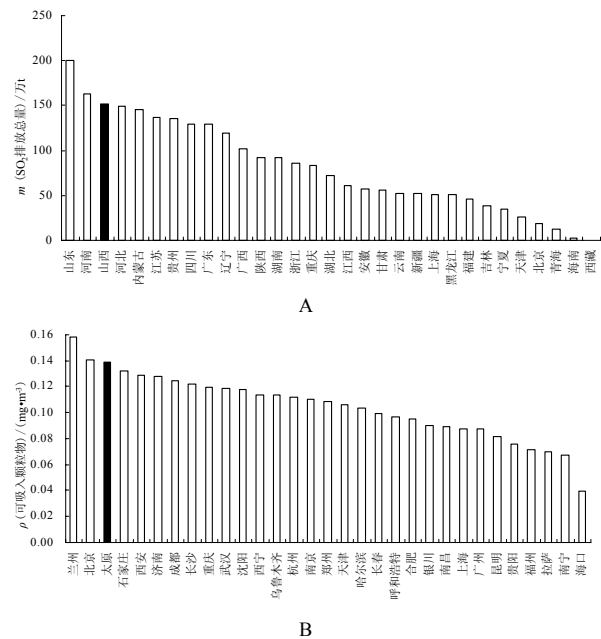 m (SO₂排放总量)/万t
250
200
150
100
50
0
山东 河南 山西 河北 内蒙古 江苏 贵州 四川 广东 辽宁 广西 陕西 湖南 浙江 重庆 湖北 江西 安徽 甘肃 云南 新疆 上海 黑龙江 福建 吉林 宁夏 天津 北京 青海 海南 西藏
A
ρ (可吸入颗粒物)/(mg•m⁻³)
0.16
0.14
0.12
0.10
0.08
0.06
0.04
0.02
0.00
兰州 北京 太原 石家庄 西安 济南 成都 长沙 重庆 武汉 沈阳 西宁 乌鲁木齐 杭州 南京 郑州 天津 哈尔滨 长春 呼和浩特 合肥 银川 南昌 上海 广州 昆明 贵阳 福州 拉萨 南宁 海口
B